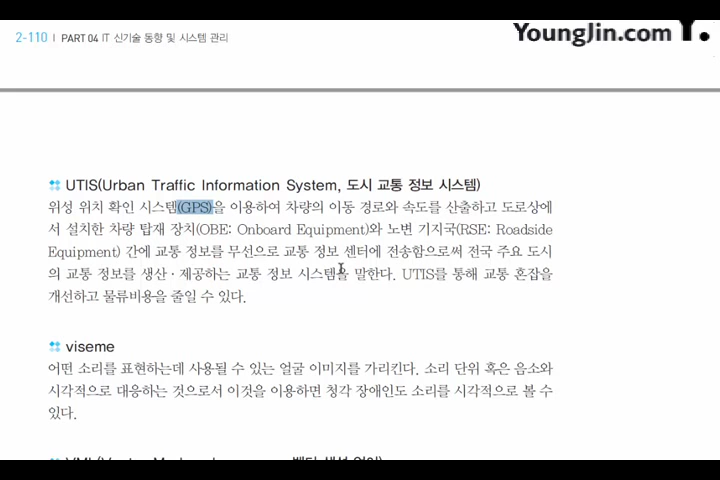 2-110 | PART 04 IT 신기술 동향 및 시스템 관리
YoungJin.com Y.
UTIS(Urban Traffic Information System, 도시 교통 정보 시스템)
위성 위치 확인 시스템(GPS)을 이용하여 차량의 이동 경로와 속도를 산출하고 도로상에
서 설치한 차량 탑재 장치(OBE: Onboard Equipment)와 노변 기지국(RSE: Roadside
Equipment) 간에 교통 정보를 무선으로 교통 정보 센터에 전송함으로써 전국 주요 도시
의 교통 정보를 생산·제공하는 교통 정보 시스템을 말한다. UTIS를 통해 교통 혼잡을
개선하고 물류비용을 줄일 수 있다.
viseme
어떤 소리를 표현하는데 사용될 수 있는 얼굴 이미지를 가리킨다. 소리 단위 혹은 음소와
시각적으로 대응하는 것으로서 이것을 이용하면 청각 장애인도 소리를 시각적으로 볼 수
있다.